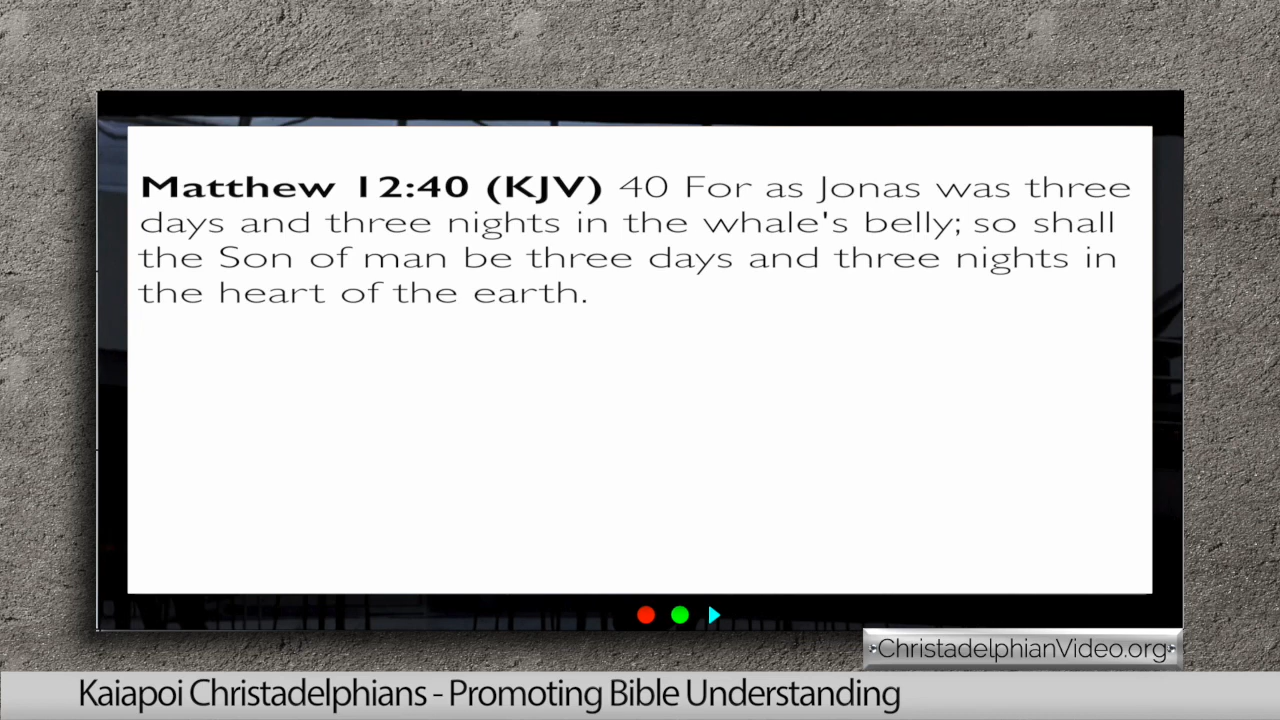 Matthew 12:40 (KJV) 40 For as Jonas was three
days and three nights in the whale's belly; so shall
the Son of man be three days and three nights in
the heart of the earth.
ChristadelphianVideo.org
Kaiapoi Christadelphians - Promoting Bible Understanding